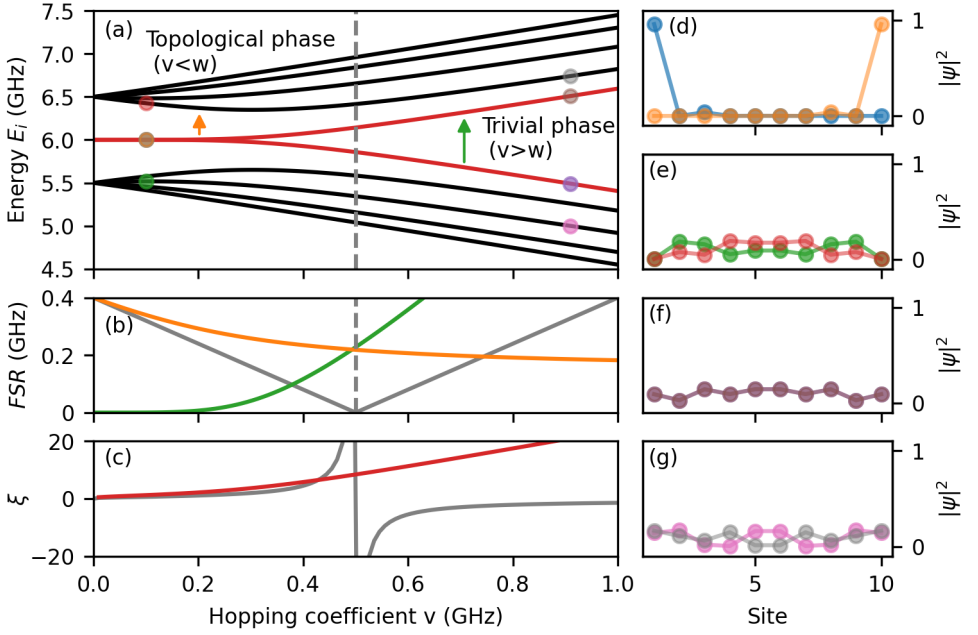 (a)
Topological phase
(v<w)
Trivial phase
(v>w)
Energy E_i (GHz)
7.5
7.0
6.5
6.0
5.5
5.0
4.5
(b)
FSR (GHz)
0.4
0.2
0
(c)
ξ
20
0
−20
0.0 0.2 0.4 0.6 0.8 1.0
Hopping coefficient v (GHz)
(d)
1
0
|ψ|²
(e)
1
0
|ψ|²
(f)
1
0
|ψ|²
(g)
1
0
|ψ|²
5 10
Site